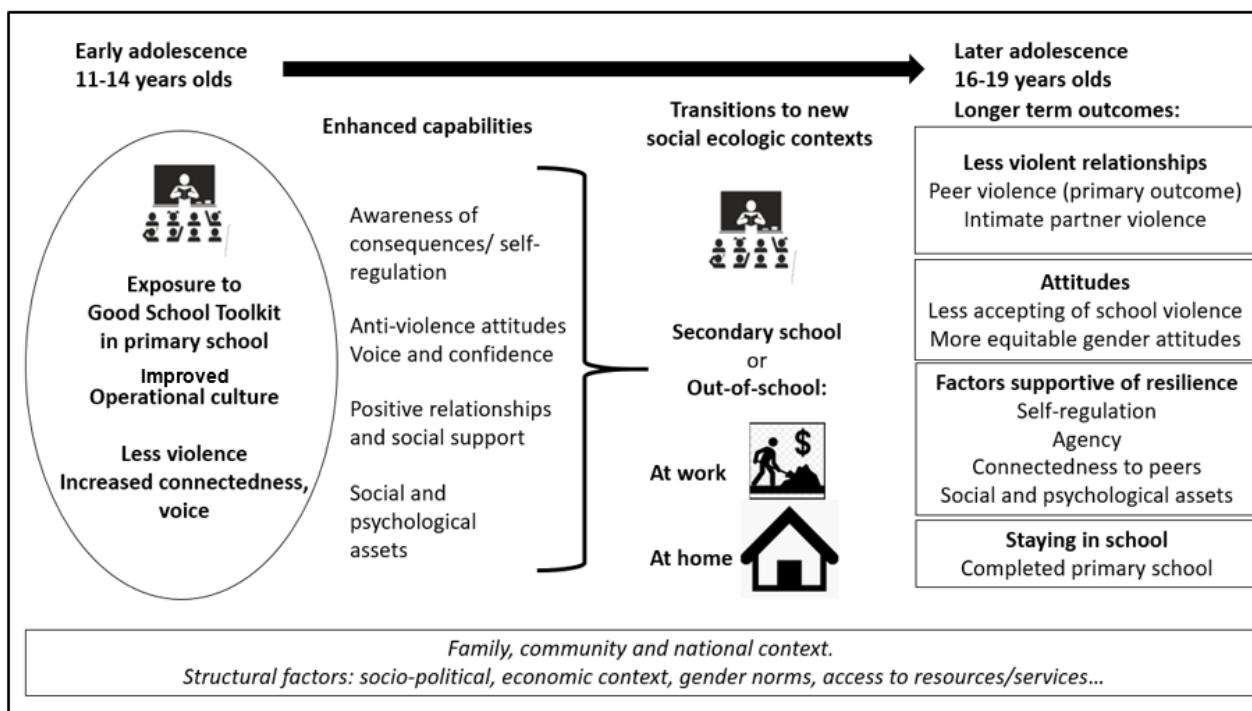 Early adolescence
11-14 years olds
Enhanced capabilities
Transitions to new
social ecologic contexts
Later adolescence
16-19 years olds
Longer term outcomes:
Exposure to
Good School Toolkit
in primary school
Improved
Operational culture
Less violence
Increased connectedness,
voice
Awareness of
consequences/ self-
regulation
Anti-violence attitudes
Voice and confidence
Positive relationships
and social support
Social and
psychological
assets
Secondary school
or
Out-of-school:
At work
$
At home
Less violent relationships
Peer violence (primary outcome)
Intimate partner violence
Attitudes
Less accepting of school violence
More equitable gender attitudes
Factors supportive of resilience
Self-regulation
Agency
Connectedness to peers
Social and psychological assets
Staying in school
Completed primary school
Family, community and national context.
Structural factors: socio-political, economic context, gender norms, access to resources/services...